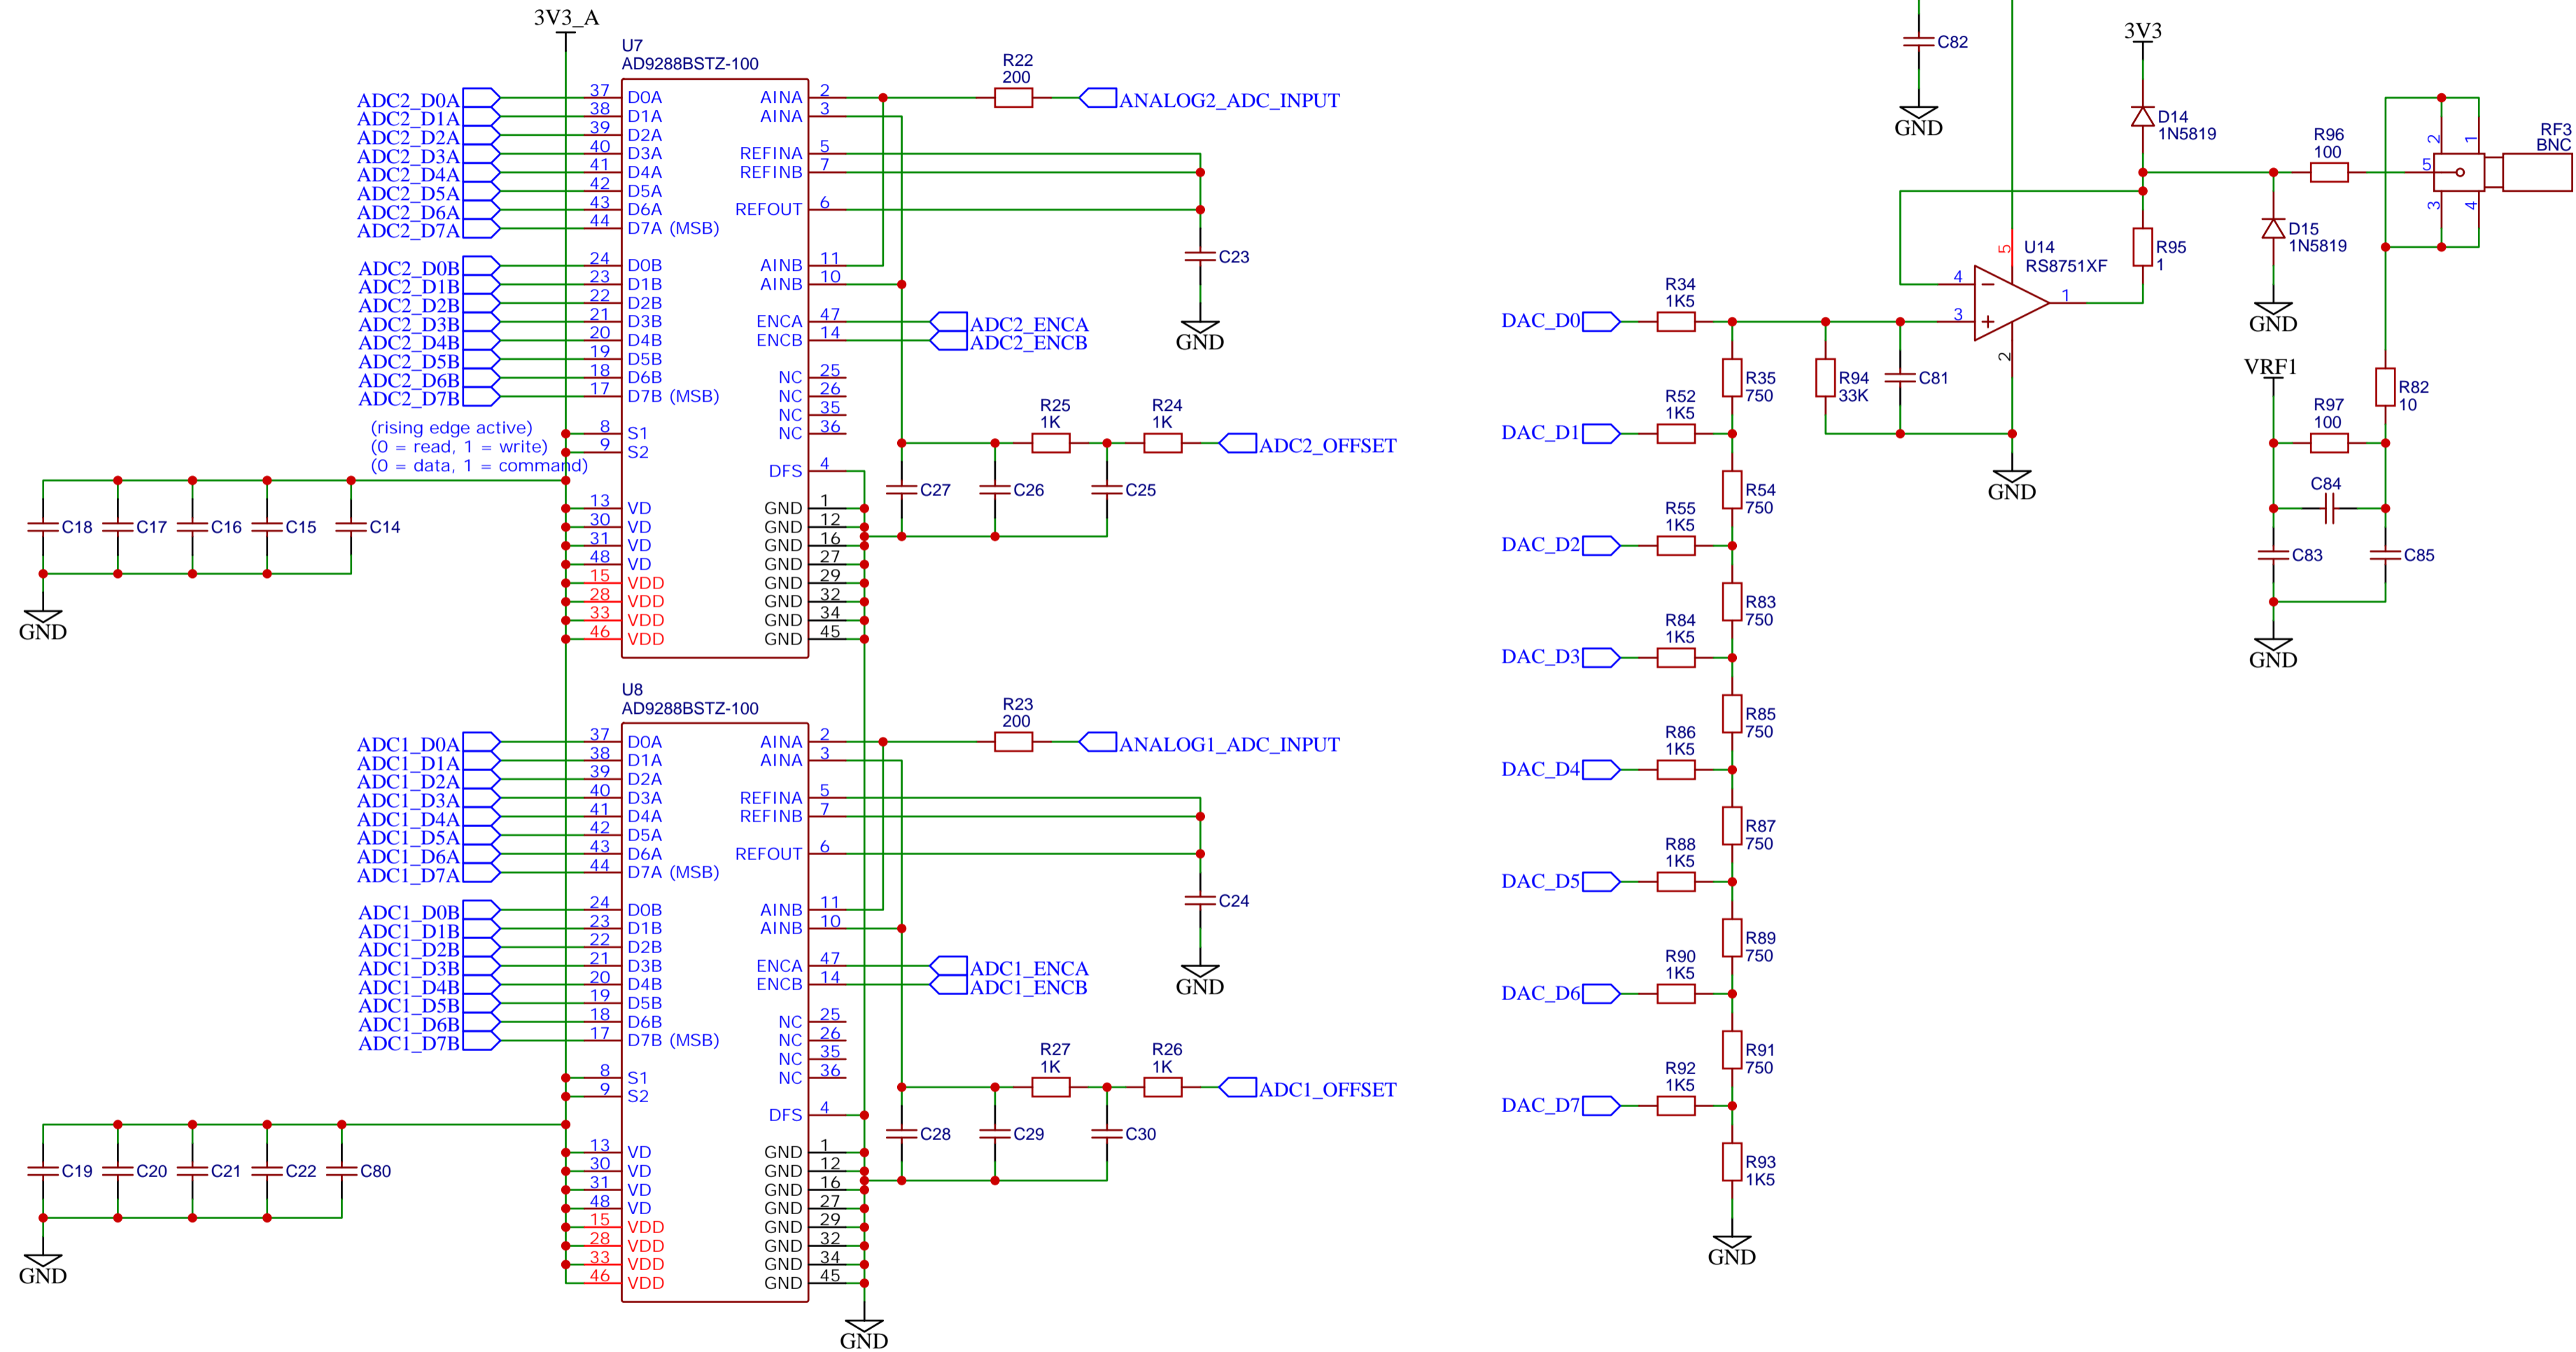 3V3_A
U7
AD9288BSTZ-100
ADC2_D0A 37 D0A
ADC2_D1A 38 D1A
ADC2_D2A 39 D2A
ADC2_D3A 40 D3A
ADC2_D4A 41 D4A
ADC2_D5A 42 D5A
ADC2_D6A 43 D6A
ADC2_D7A 44 D7A (MSB)
ADC2_D0B 24 D0B
ADC2_D1B 23 D1B
ADC2_D2B 22 D2B
ADC2_D3B 21 D3B
ADC2_D4B 20 D4B
ADC2_D5B 19 D5B
ADC2_D6B 18 D6B
ADC2_D7B 17 D7B (MSB)
(rising edge active)
(0 = read, 1 = write)
(0 = data, 1 = command)
8 S1
9 S2
13 VD
30 VD
31 VD
48 VD
15 VDD
28 VDD
33 VDD
46 VDD
AINA 2
AINA 3
REFINA 5
REFINB 7
REFOUT 6
AINB 11
AINB 10
ENCA 47 ADC2_ENCA
ENCB 14 ADC2_ENCB
NC 25
NC 26
NC 35
NC 36
DFS 4
GND 1
GND 12
GND 16
GND 27
GND 29
GND 32
GND 34
GND 45
R22
200
ANALOG2_ADC_INPUT
C23
GND
R25
1K
R24
1K
ADC2_OFFSET
C27
C26
C25
C18
C17
C16
C15
C14
GND
U8
AD9288BSTZ-100
ADC1_D0A 37 D0A
ADC1_D1A 38 D1A
ADC1_D2A 39 D2A
ADC1_D3A 40 D3A
ADC1_D4A 41 D4A
ADC1_D5A 42 D5A
ADC1_D6A 43 D6A
ADC1_D7A 44 D7A (MSB)
ADC1_D0B 24 D0B
ADC1_D1B 23 D1B
ADC1_D2B 22 D2B
ADC1_D3B 21 D3B
ADC1_D4B 20 D4B
ADC1_D5B 19 D5B
ADC1_D6B 18 D6B
ADC1_D7B 17 D7B (MSB)
8 S1
9 S2
13 VD
30 VD
31 VD
48 VD
15 VDD
28 VDD
33 VDD
46 VDD
AINA 2
AINA 3
REFINA 5
REFINB 7
REFOUT 6
AINB 11
AINB 10
ENCA 47 ADC1_ENCA
ENCB 14 ADC1_ENCB
NC 25
NC 26
NC 35
NC 36
DFS 4
GND 1
GND 12
GND 16
GND 27
GND 29
GND 32
GND 34
GND 45
R23
200
ANALOG1_ADC_INPUT
C24
GND
R27
1K
R26
1K
ADC1_OFFSET
C28
C29
C30
C19
C20
C21
C22
C80
GND
GND
C82
GND
3V3
D14
1N5819
R96
100
RF3
BNC
2
1
5
3
4
D15
1N5819
GND
R95
1
U14
RS8751XF
5
4
3
1
2
DAC_D0
R34
1K5
R35
750
R94
33K
C81
GND
DAC_D1
R52
1K5
R54
750
DAC_D2
R55
1K5
R83
750
DAC_D3
R84
1K5
R85
750
DAC_D4
R86
1K5
R87
750
DAC_D5
R88
1K5
R89
750
DAC_D6
R90
1K5
R91
750
DAC_D7
R92
1K5
R93
1K5
GND
VRF1
R82
10
R97
100
C84
C83
C85
GND